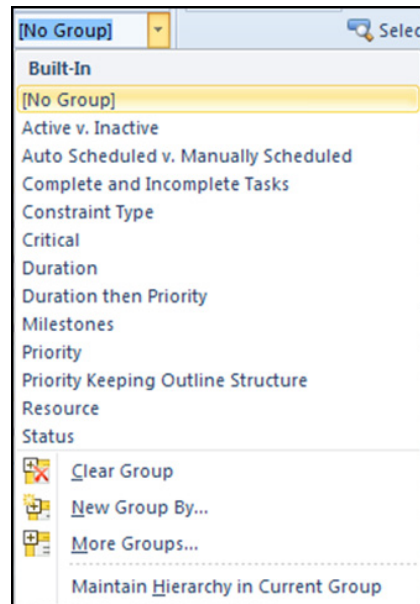 [No Group]
Selec
Built-In
[No Group]
Active v. Inactive
Auto Scheduled v. Manually Scheduled
Complete and Incomplete Tasks
Constraint Type
Critical
Duration
Duration then Priority
Milestones
Priority
Priority Keeping Outline Structure
Resource
Status
Clear Group
New Group By...
More Groups...
Maintain Hierarchy in Current Group